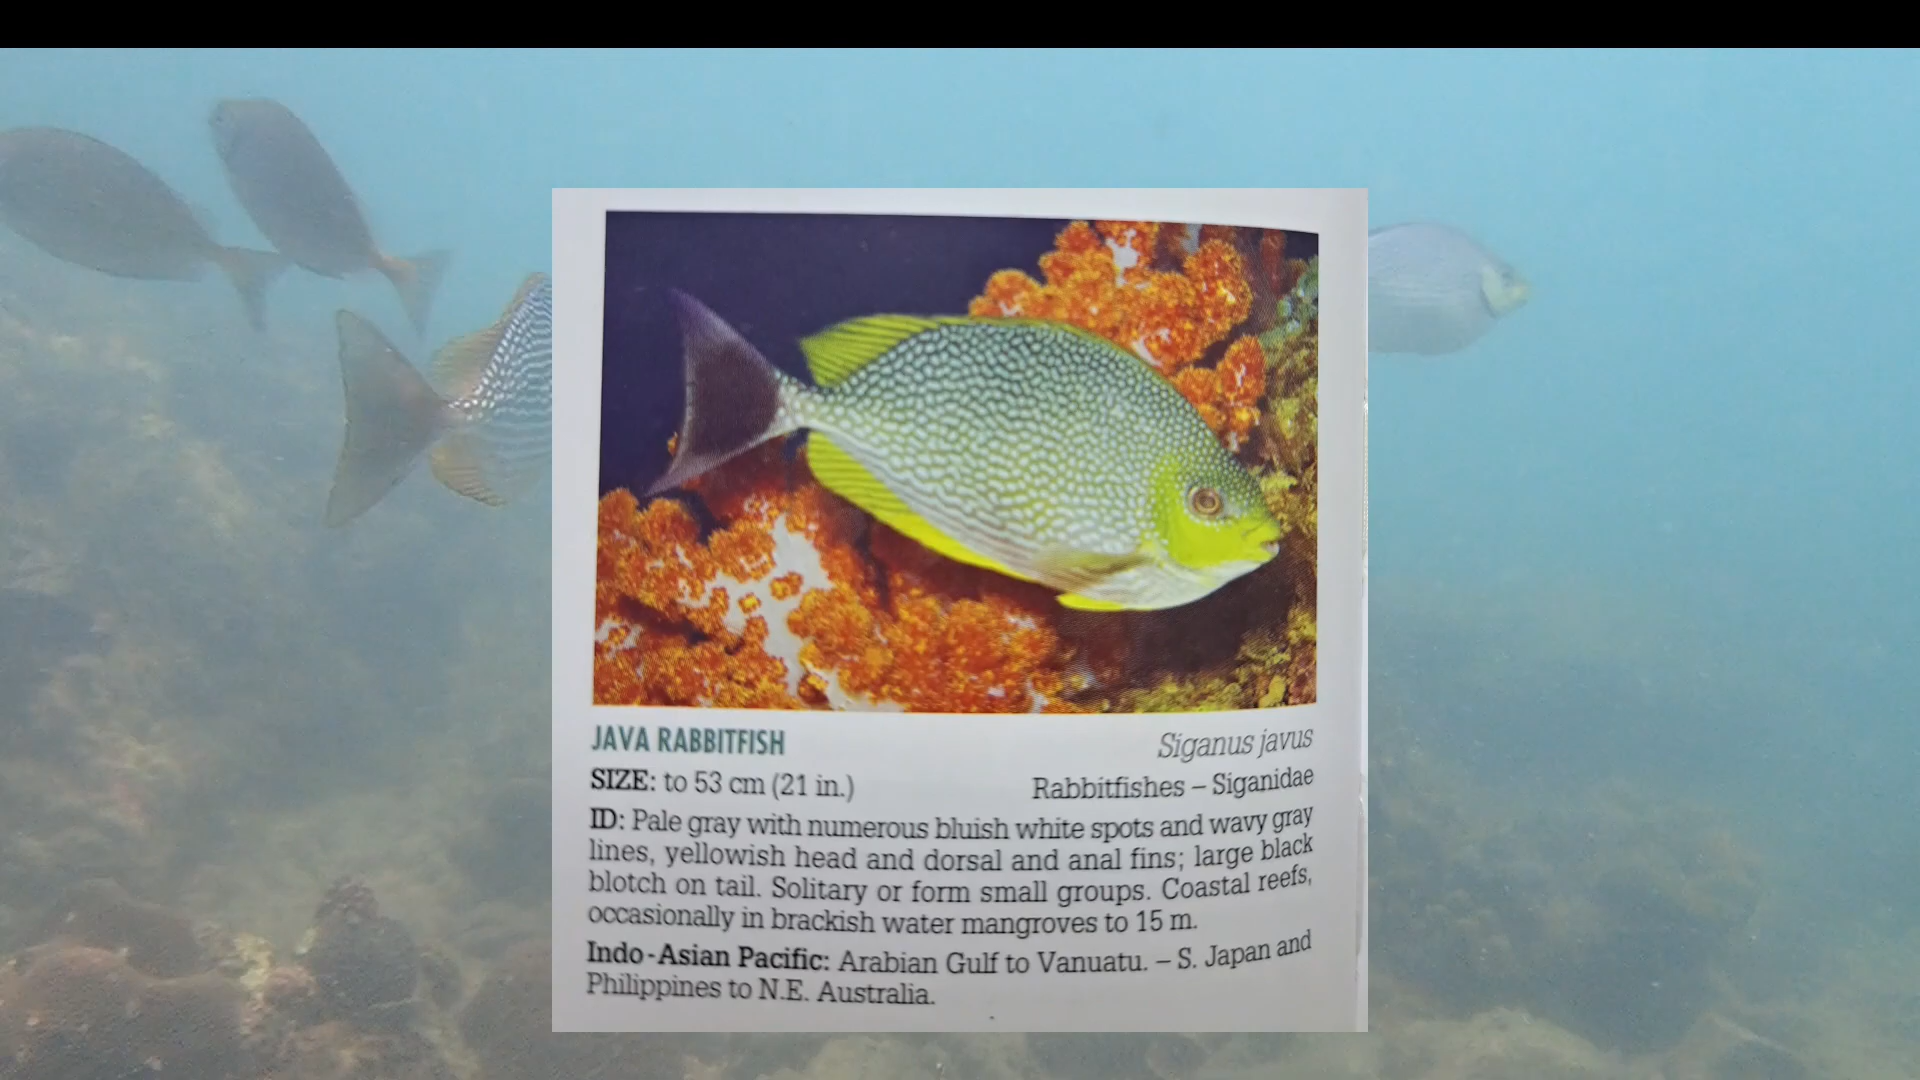 JAVA RABBITFISH Siganus javus
SIZE: to 53 cm (21 in.) Rabbitfishes – Siganidae
ID: Pale gray with numerous bluish white spots and wavy gray
lines, yellowish head and dorsal and anal fins; large black
blotch on tail. Solitary or form small groups. Coastal reefs,
occasionally in brackish water mangroves to 15 m.
Indo-Asian Pacific: Arabian Gulf to Vanuatu. – S. Japan and
Philippines to N.E. Australia.